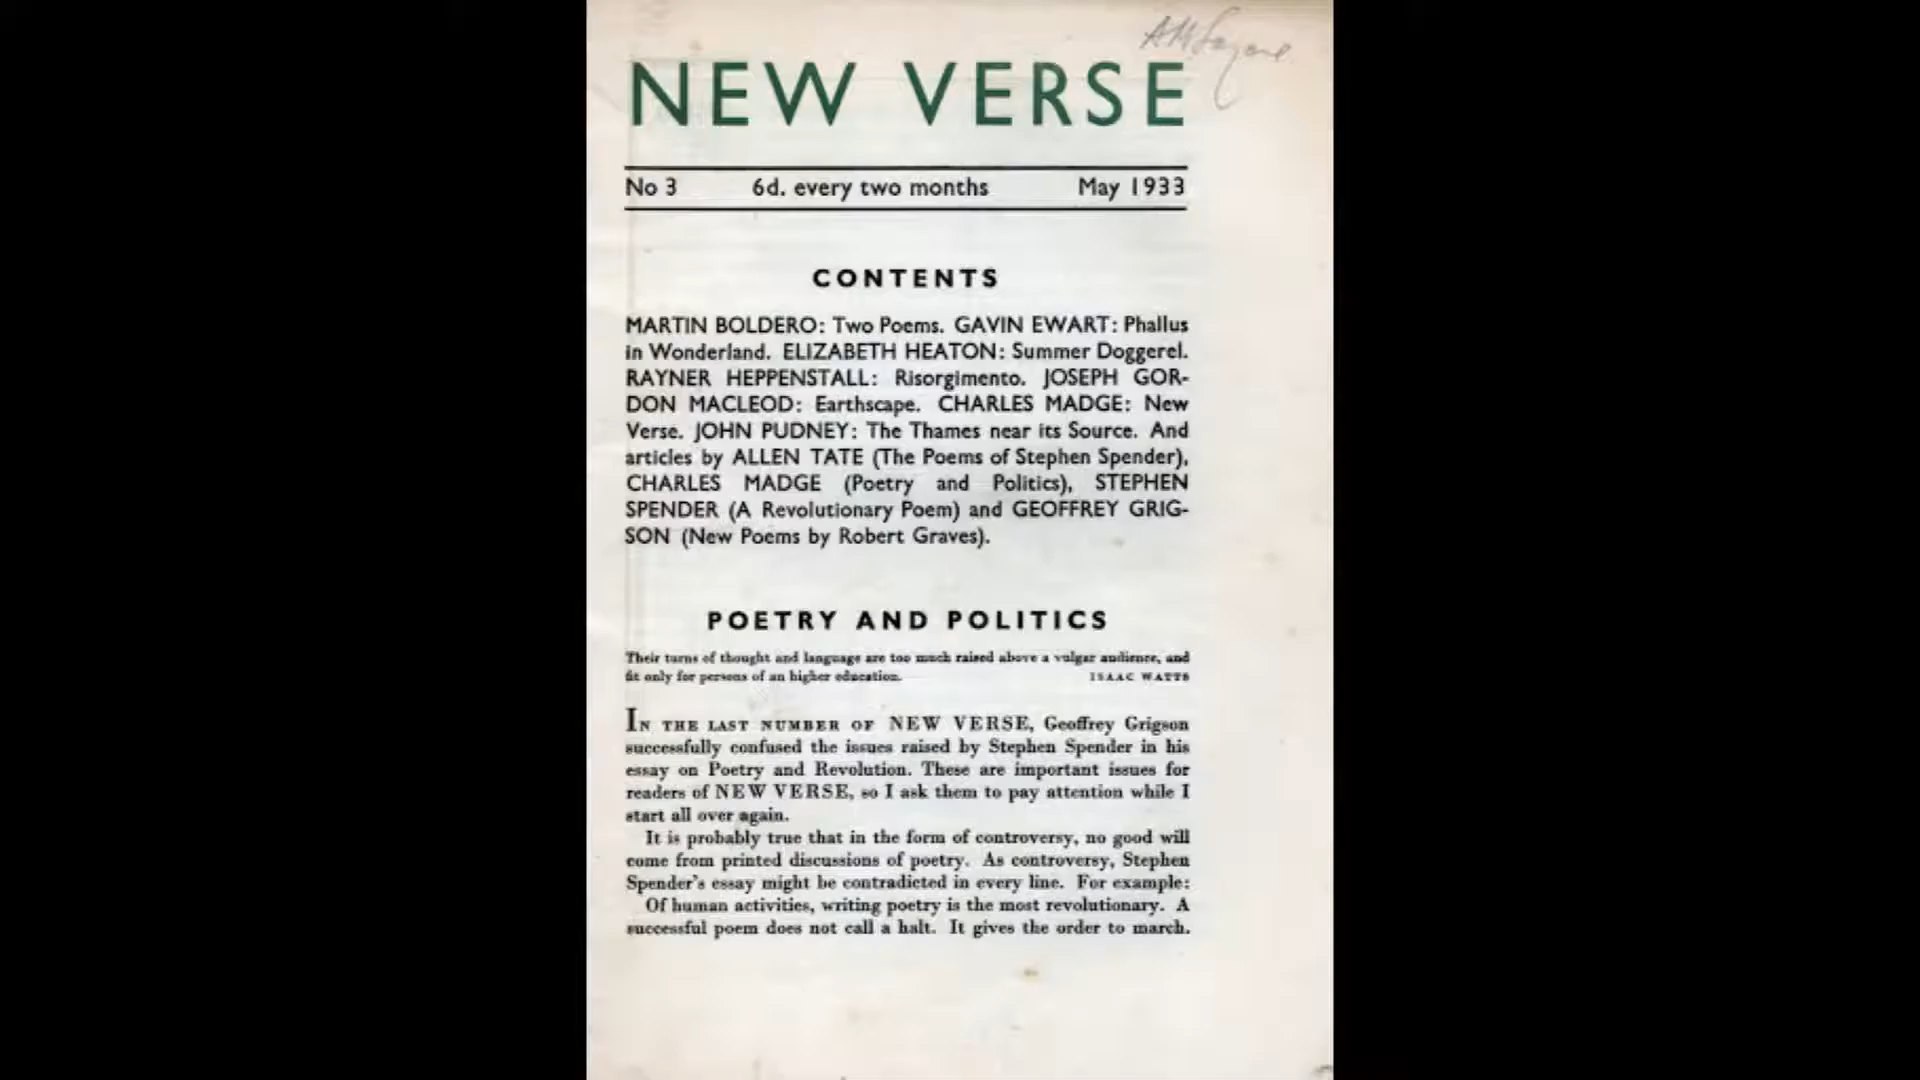 NEW VERSE
No 3 6d. every two months May 1933
CONTENTS
MARTIN BOLDERO: Two Poems. GAVIN EWART: Phallus
in Wonderland. ELIZABETH HEATON: Summer Doggerel.
RAYNER HEPPENSTALL: Risorgimento. JOSEPH GOR-
DON MACLEOD: Earthscape. CHARLES MADGE: New
Verse. JOHN PUDNEY: The Thames near its Source. And
articles by ALLEN TATE (The Poems of Stephen Spender),
CHARLES MADGE (Poetry and Politics), STEPHEN
SPENDER (A Revolutionary Poem) and GEOFFREY GRIG-
SON (New Poems by Robert Graves).
POETRY AND POLITICS
Their turns of thought and language are too much raised above a vulgar audience, and
fit only for persons of an higher education. ISAAC WATTS
IN THE LAST NUMBER OF NEW VERSE, Geoffrey Grigson
successfully confused the issues raised by Stephen Spender in his
essay on Poetry and Revolution. These are important issues for
readers of NEW VERSE, so I ask them to pay attention while I
start all over again.
It is probably true that in the form of controversy, no good will
come from printed discussions of poetry. As controversy, Stephen
Spender's essay might be contradicted in every line. For example:
Of human activities, writing poetry is the most revolutionary. A
successful poem does not call a halt. It gives the order to march.